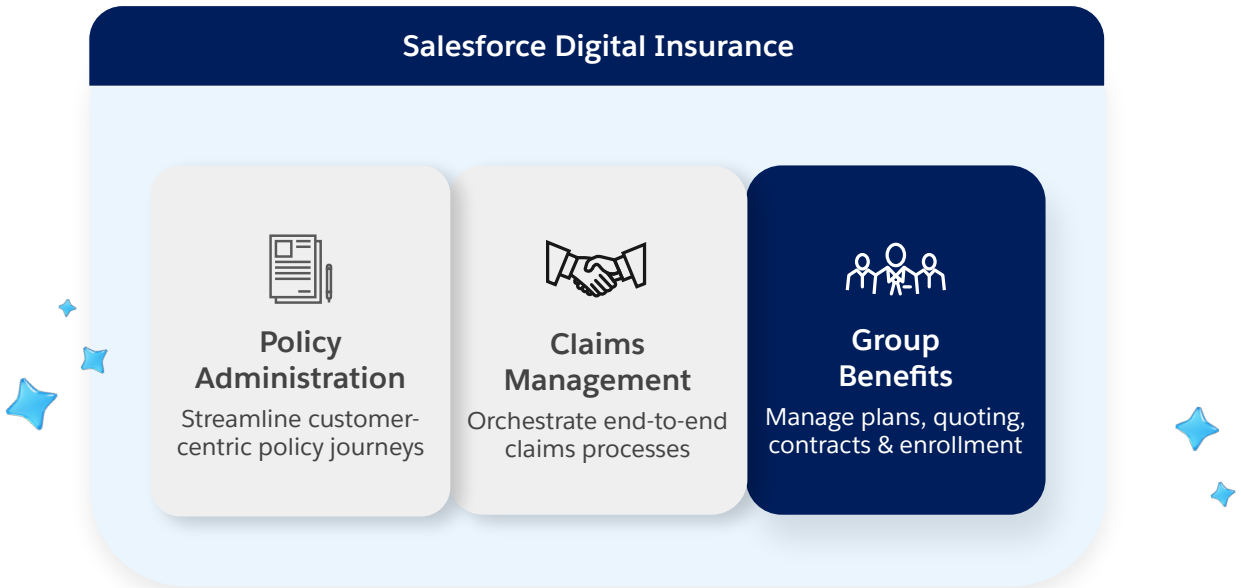 Salesforce Digital Insurance
Policy
Administration
Streamline customer-
centric policy journeys
Claims
Management
Orchestrate end-to-end
claims processes
Group
Benefits
Manage plans, quoting,
contracts & enrollment